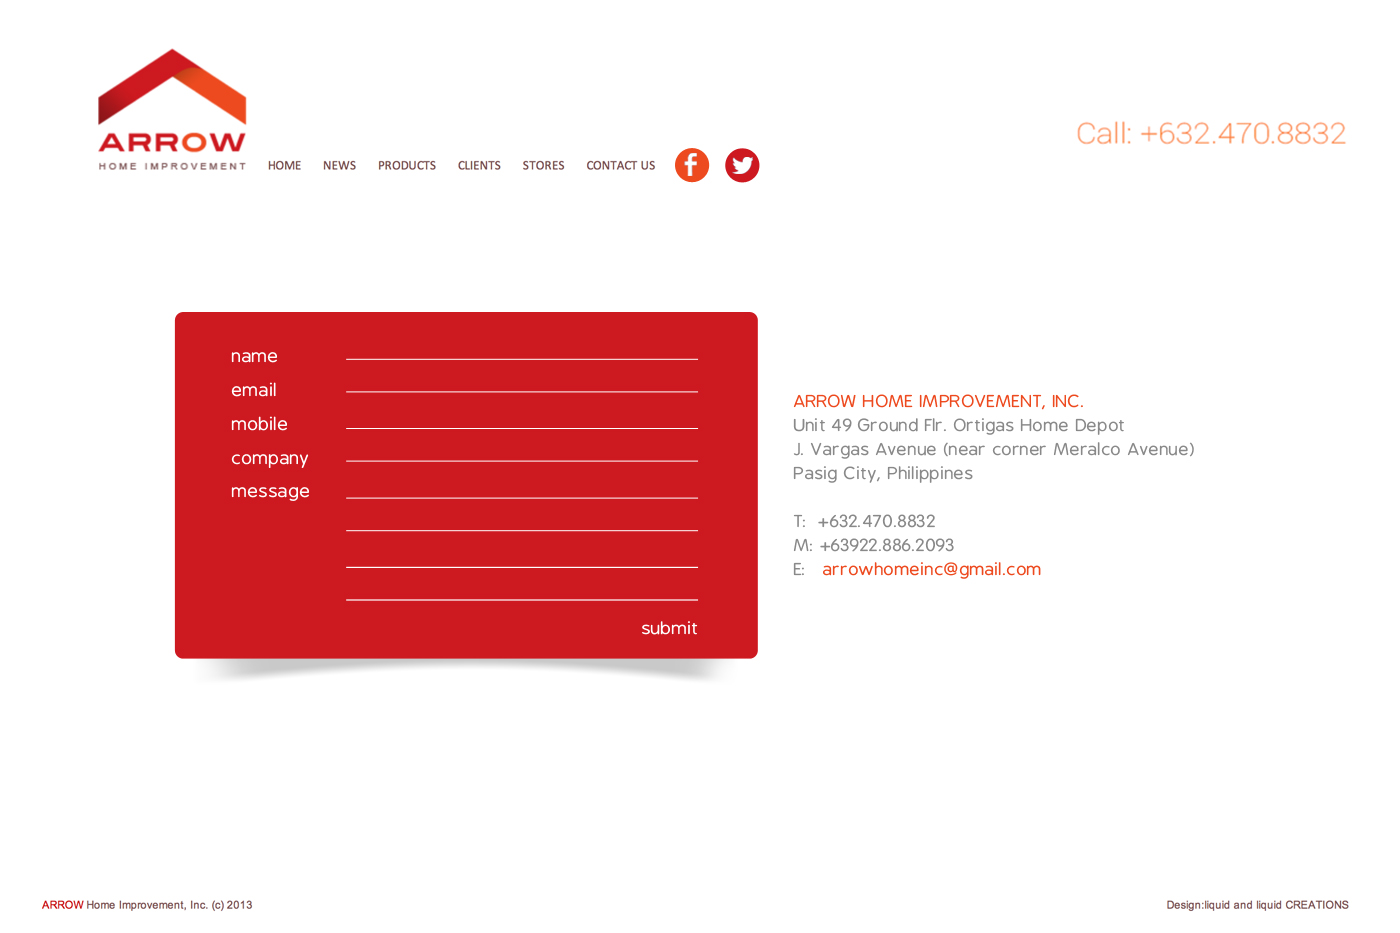 ARROW
HOME IMPROVEMENT
HOME NEWS PRODUCTS CLIENTS STORES CONTACT US
Call: +632.470.8832
name
email
mobile
company
message
submit
ARROW HOME IMPROVEMENT, INC.
Unit 49 Ground Flr. Ortigas Home Depot
J. Vargas Avenue (near corner Meralco Avenue)
Pasig City, Philippines
T: +632.470.8832
M: +63922.886.2093
E: arrowhomeinc@gmail.com
ARROW Home Improvement, Inc. (c) 2013
Design:liquid and liquid CREATIONS